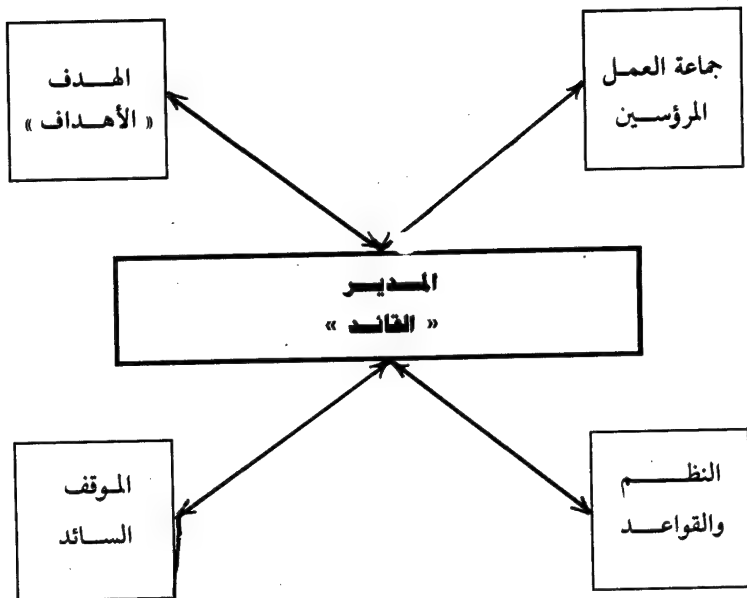 جماعة العمل
المرؤسين
الهدف
« الأهداف »
المدير
« القائد »
النظم
والقواعد
الموقف
السائد